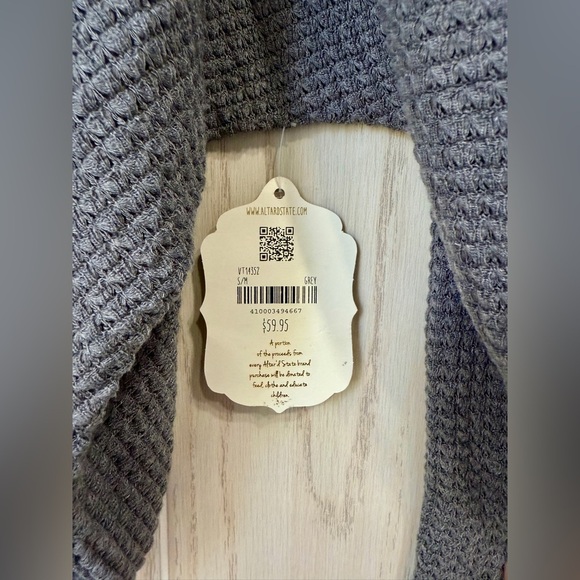 WWW.ALTARDSTATE.COM
VT1435Z
S/M GREY
410003494667
$59.95
A portion
of the proceeds from
every Altar'd State brand
purchase will be donated to
feed, clothe and educate
children.